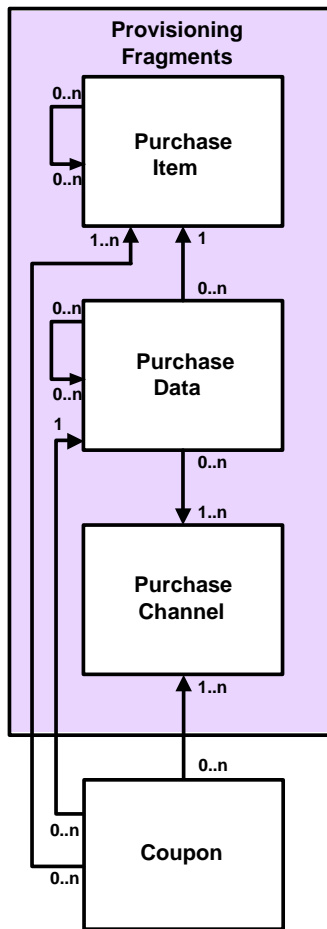 Provisioning
Fragments
0..n
Purchase
Item
0..n
1..n
1
0..n
0..n
Purchase
Data
0..n
1
0..n
1..n
Purchase
Channel
1..n
0..n
0..n
Coupon
0..n